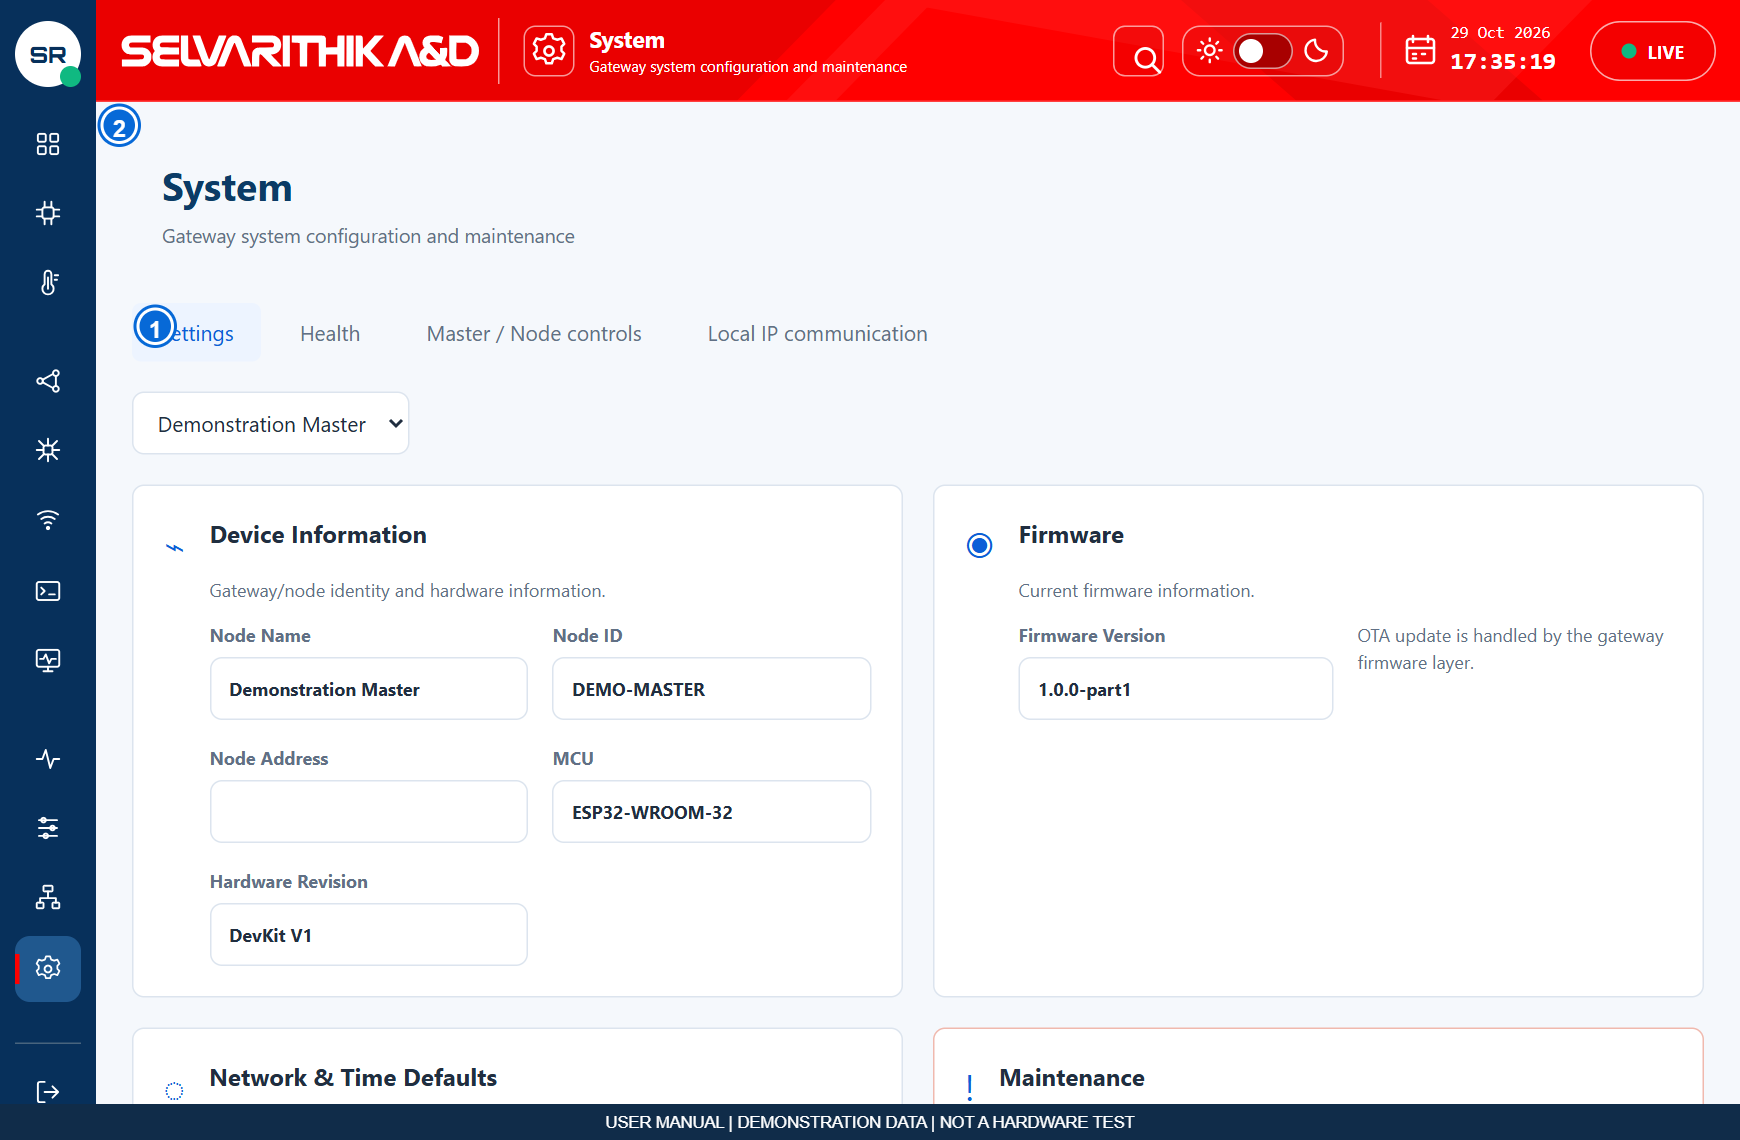 SR
SELVARITHIK A&D
System
Gateway system configuration and maintenance
29 Oct 2026
17:35:19
LIVE
2
System
Gateway system configuration and maintenance
1
ettings
Health
Master / Node controls
Local IP communication
Demonstration Master
Device Information
Gateway/node identity and hardware information.
Node Name
Node ID
Demonstration Master
DEMO-MASTER
Node Address
MCU
ESP32-WROOM-32
Hardware Revision
DevKit V1
Firmware
Current firmware information.
Firmware Version
1.0.0-part1
OTA update is handled by the gateway
firmware layer.
Network & Time Defaults
! Maintenance
USER MANUAL | DEMONSTRATION DATA | NOT A HARDWARE TEST